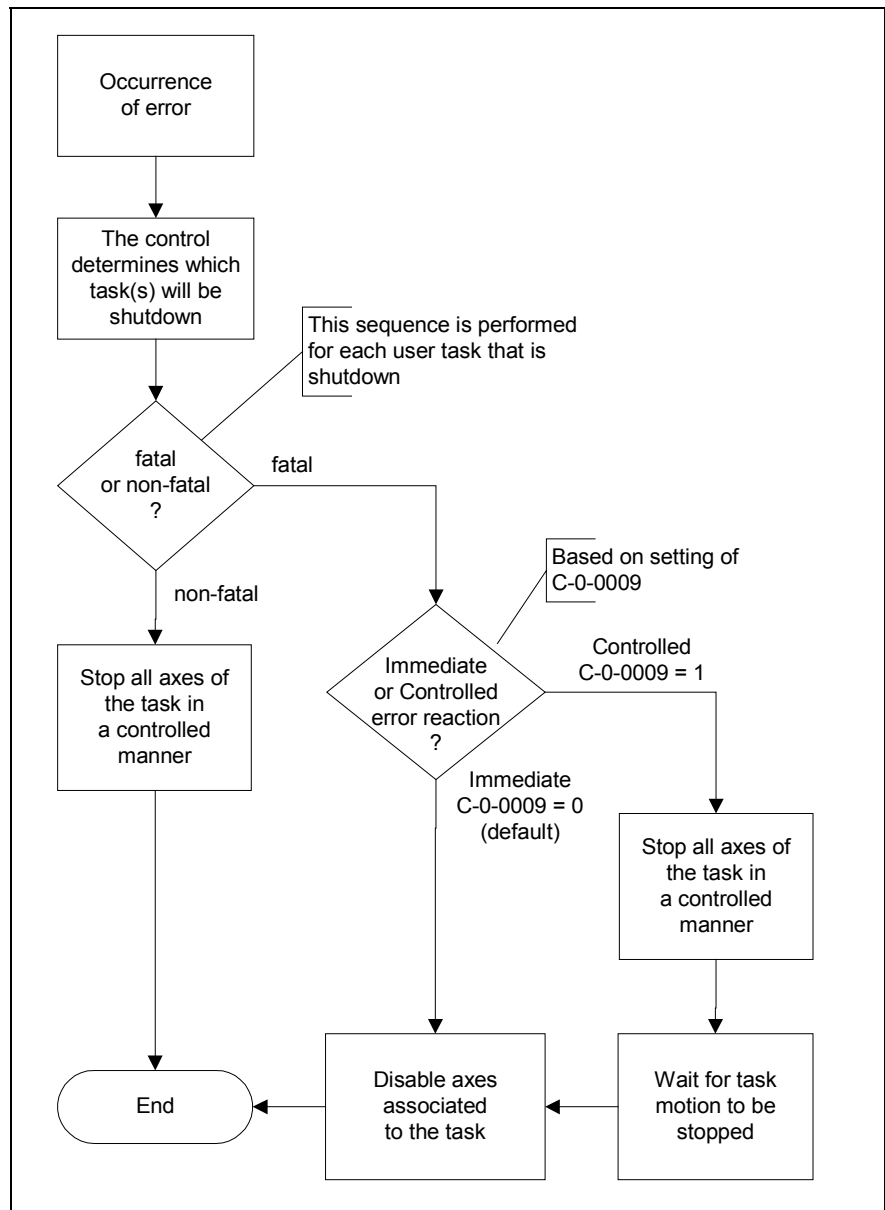 Occurrence
of error
The control
determines which
task(s) will be
shutdown
This sequence is performed
for each user task that is
shutdown
fatal
or non-fatal
?
fatal
non-fatal
Based on setting of
C-0-0009
Immediate
or Controlled
error reaction
?
Controlled
C-0-0009 = 1
Immediate
C-0-0009 = 0
(default)
Stop all axes of
the task in
a controlled
manner
Stop all axes of
the task in
a controlled
manner
End
Disable axes
associated
to the task
Wait for task
motion to be
stopped